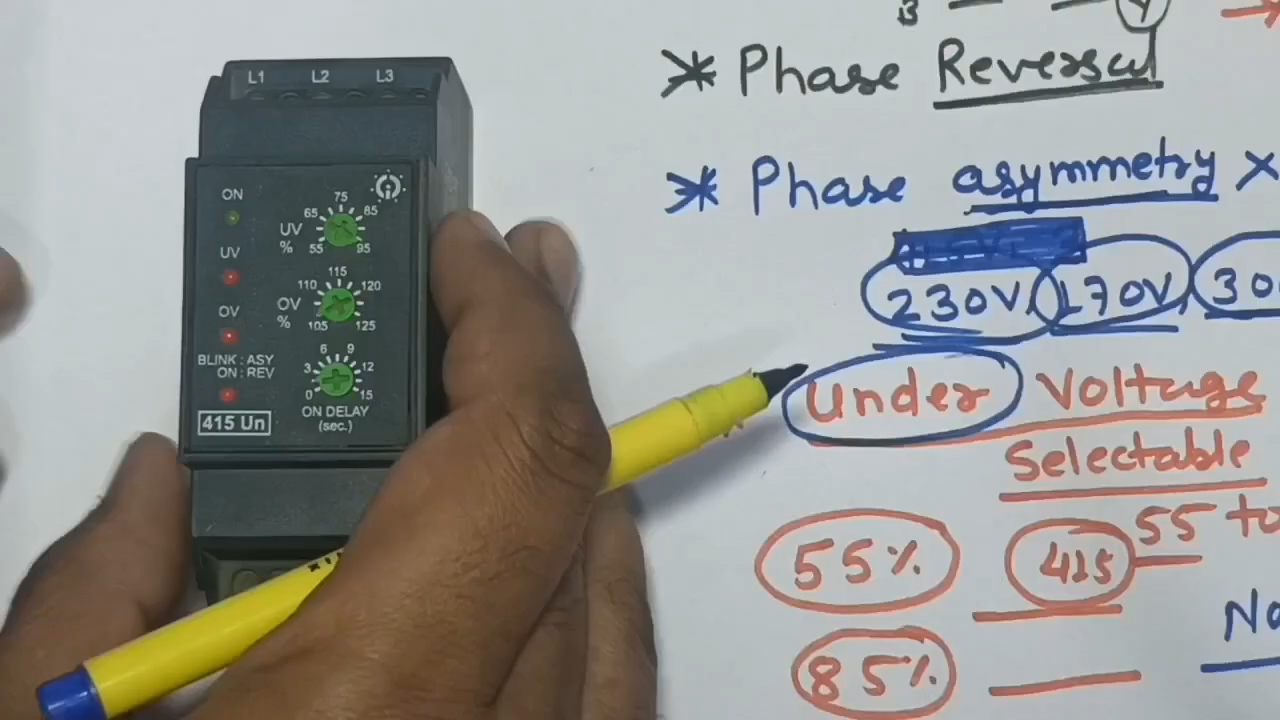 L1 L2 L3
ON
UV
OV
BLINK : ASY
ON : REV
415 Un
UV %
55 65 75 85 95
OV %
105 110 115 120 125
0 3 6 9 12 15
ON DELAY
(sec.)
B
* Phase Reversal
* Phase asymmetry ×
230V 170V 30
Under Voltage
Selectable
55% 415 55 to
85%